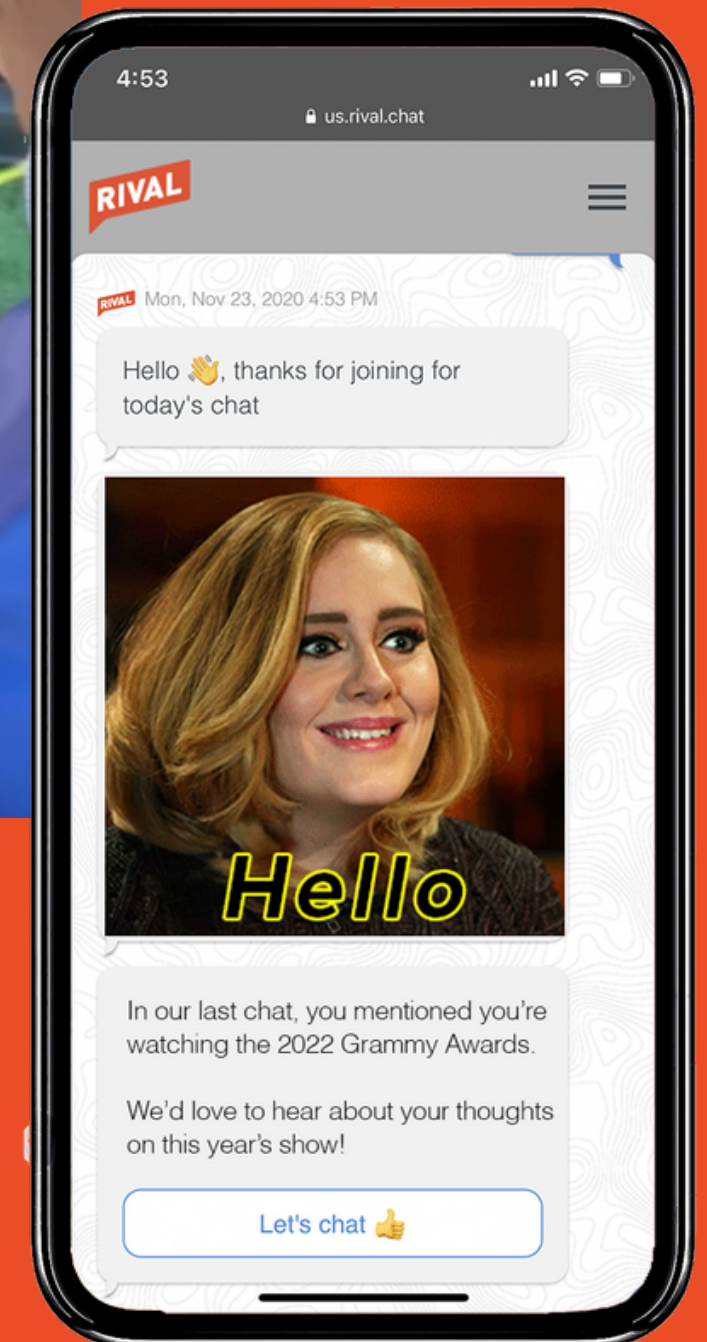 4:53
us.rival.chat
RIVAL
RIVAL Mon, Nov 23, 2020 4:53 PM
Hello 👋, thanks for joining for
today's chat
Hello
In our last chat, you mentioned you're
watching the 2022 Grammy Awards.
We'd love to hear about your thoughts
on this year's show!
Let's chat 👍